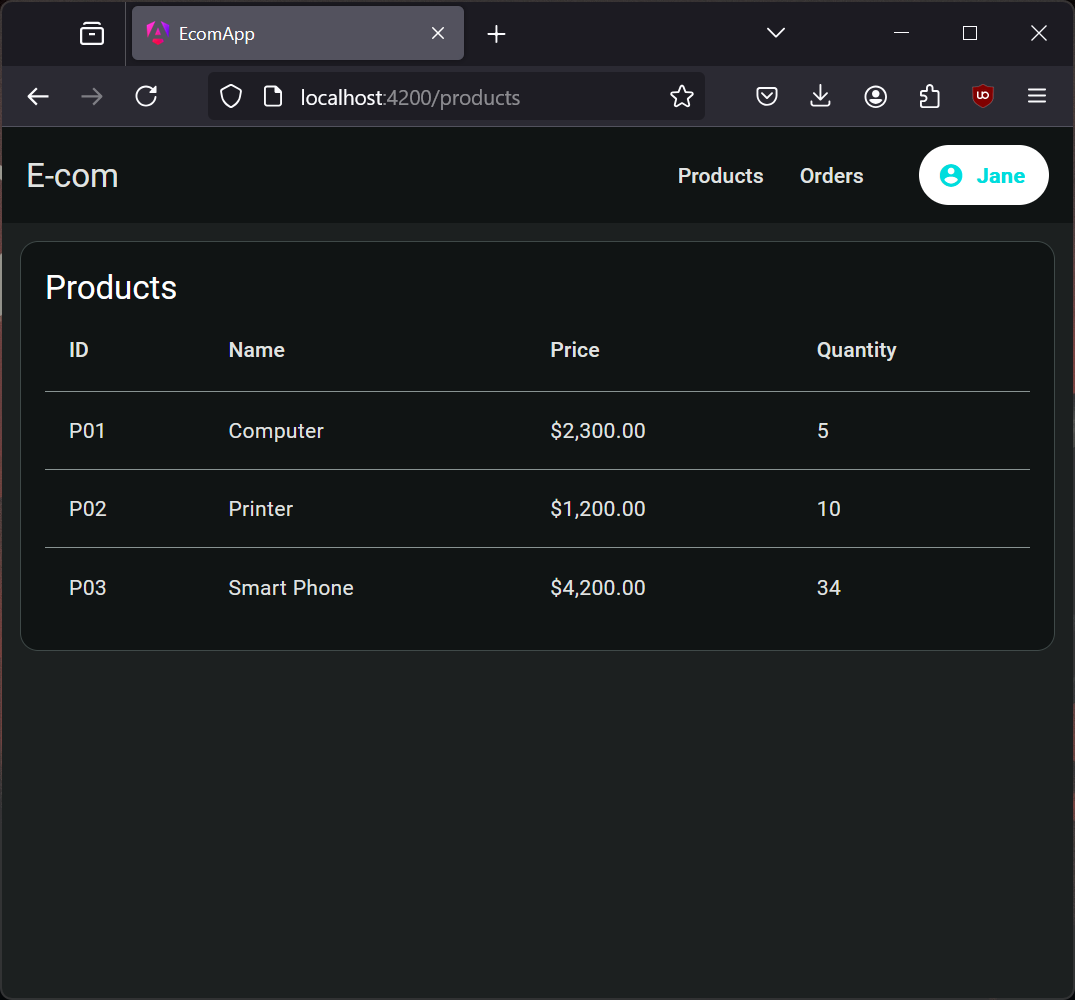 EcomApp
localhost:4200/products
E-com Products Orders Jane
Products
ID Name Price Quantity
P01 Computer $2,300.00 5
P02 Printer $1,200.00 10
P03 Smart Phone $4,200.00 34